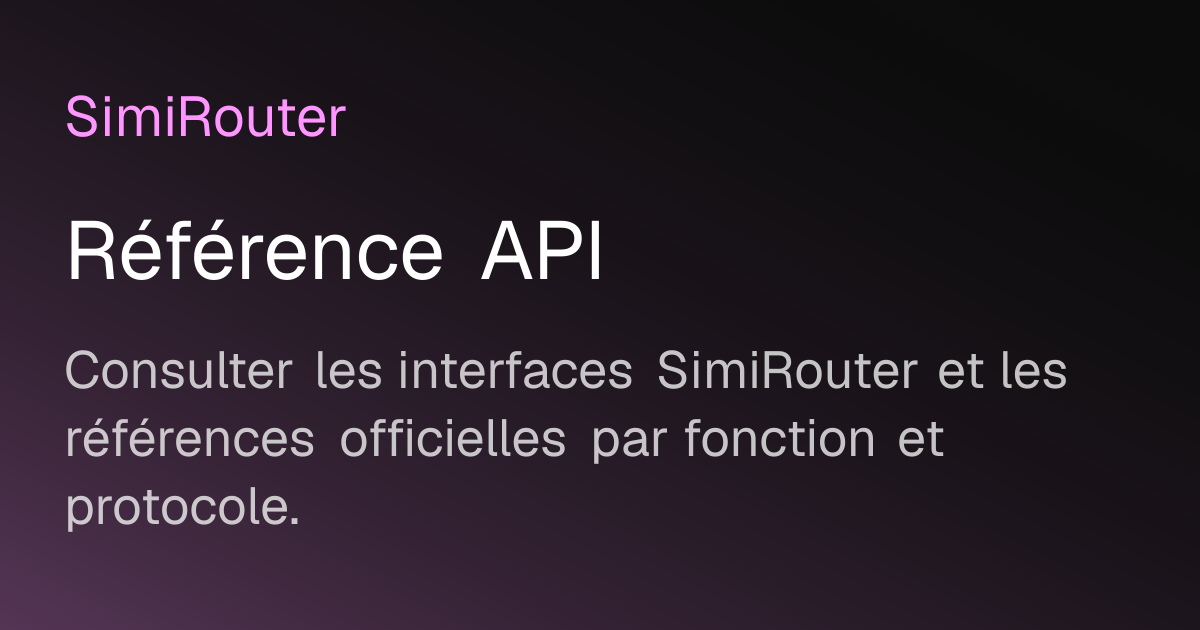 SimiRouter
Référence API
Consulter les interfaces SimiRouter et les
références officielles par fonction et
protocole.